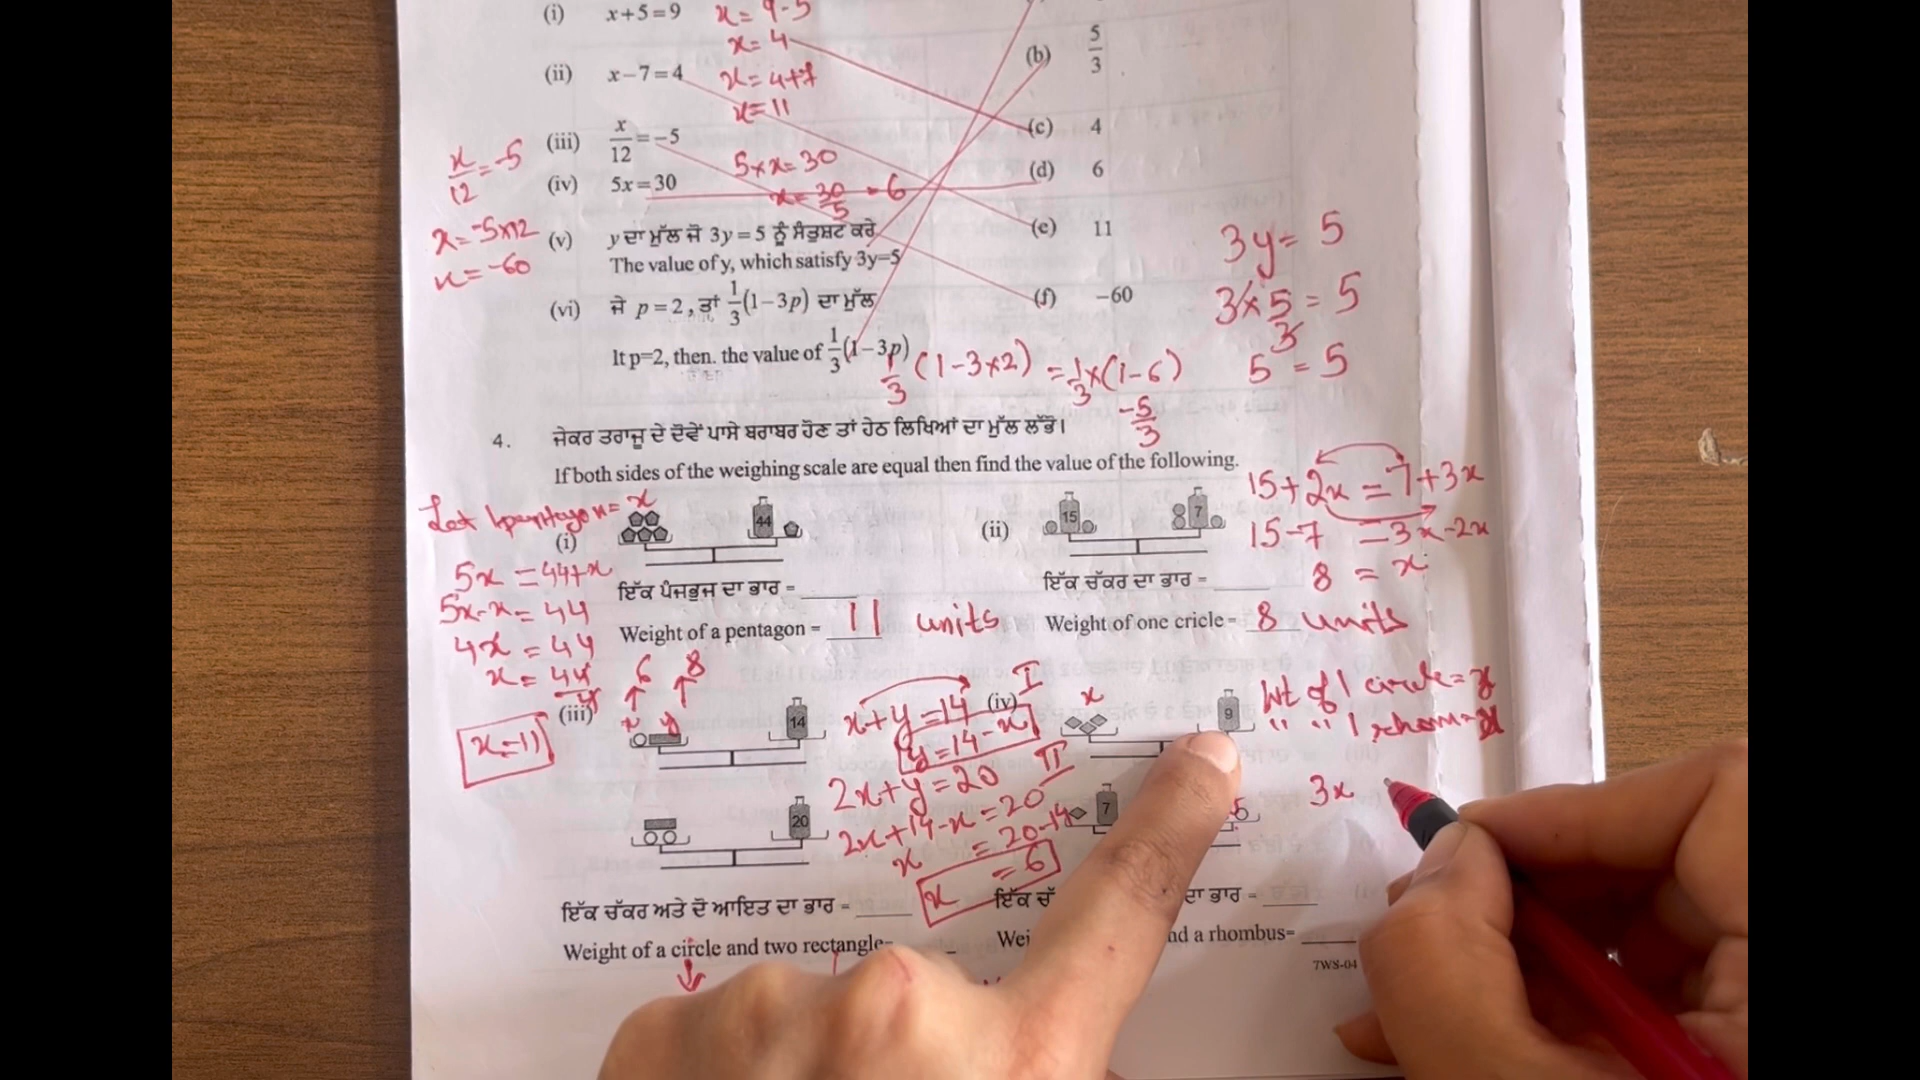 (i) x+5=9 x= 9-5
x= 4
(b) 5/3
(ii) x-7=4 x= 4+7
x= 11
(iii) x/12=-5
x/12=-5
(c) 4
5×x=30
(iv) 5x=30
x= 30/5 = 6
(d) 6
x=-5×12
x=-60
(v) y ਦਾ ਮੁੱਲ ਜੋ 3y=5 ਨੂੰ ਸੰਤੁਸ਼ਟ ਕਰੇ
(e) 11
The value of y, which satisfy 3y=5
3y= 5
(vi) ਜੇ p=2, ਤਾਂ 1/3(1-3p) ਦਾ ਮੁੱਲ
(f) -60
3×5/3 = 5
5 = 5
It p=2, then. the value of 1/3(1-3p)
1/3 (1-3×2) = 1/3×(1-6)
-5/3
4. ਜੇਕਰ ਤਰਾਜੂ ਦੇ ਦੋਵੇਂ ਪਾਸੇ ਬਰਾਬਰ ਹੋਣ ਤਾਂ ਹੇਠ ਲਿਖਿਆਂ ਦਾ ਮੁੱਲ ਲੱਭੋ।
If both sides of the weighing scale are equal then find the value of the following.
Let 1 pentagon= x
(i) 44
5x =44+x
5x-x= 44
4x = 44
x= 44/4
x=11
ਇੱਕ ਪੰਜਭੁਜ ਦਾ ਭਾਰ =
Weight of a pentagon = 11 units
(ii) 15 7
15+2x =7+3x
15-7 =3x-2x
8 = x
ਇੱਕ ਚੱਕਰ ਦਾ ਭਾਰ =
Weight of one cricle = 8 units
6 8
(iii) x y 14
20
x+y =14 I
y=14-x
2x+y=20 II
2x+14-x=20
x =20-14
x = 6
ਇੱਕ ਚੱਕਰ ਅਤੇ ਦੋ ਆਇਤ ਦਾ ਭਾਰ =
Weight of a circle and two rectangle=
(iv) x 9
7
Wt of 1 circle=y
" " 1 rhom=x
3x
ਦਾ ਭਾਰ =
a rhombus=
7WS-04